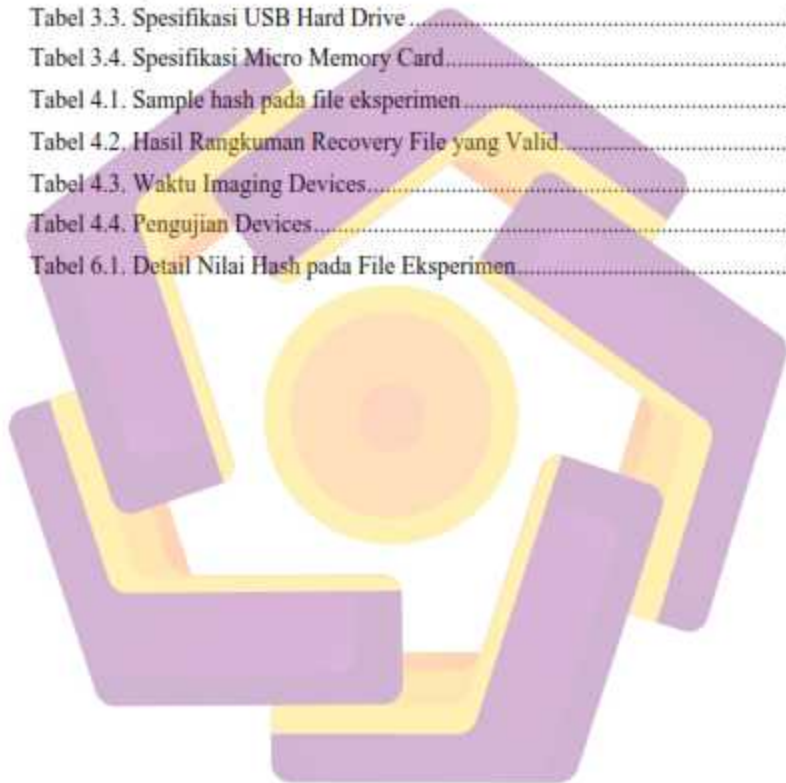 Tabel 3.3. Spesifikasi USB Hard Drive ....................................................................
Tabel 3.4. Spesifikasi Micro Memory Card.............................................................
Tabel 4.1. Sample hash pada file eksperimen..........................................................
Tabel 4.2. Hasil Rangkuman Recovery File yang Valid..........................................
Tabel 4.3. Waktu Imaging Devices.........................................................................
Tabel 4.4. Pengujian Devices..................................................................................
Tabel 6.1. Detail Nilai Hash pada File Eksperimen.................................................